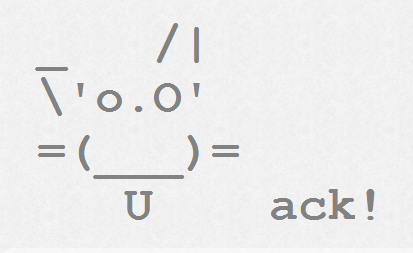 _       /|
\'o.O'
=(___)=
   U      ack!